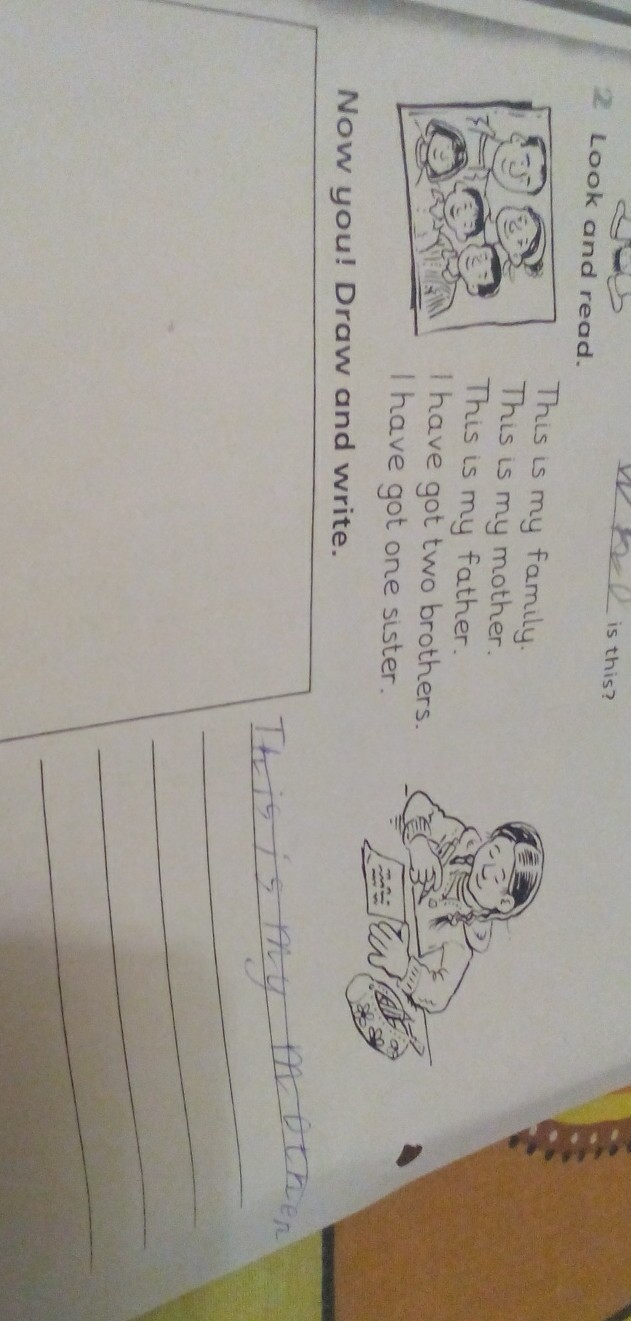 is this?
2 Look and read.
This is my family.
This is my mother.
This is my father.
I have got two brothers.
I have got one sister.
Now you! Draw and write.
This is my mother